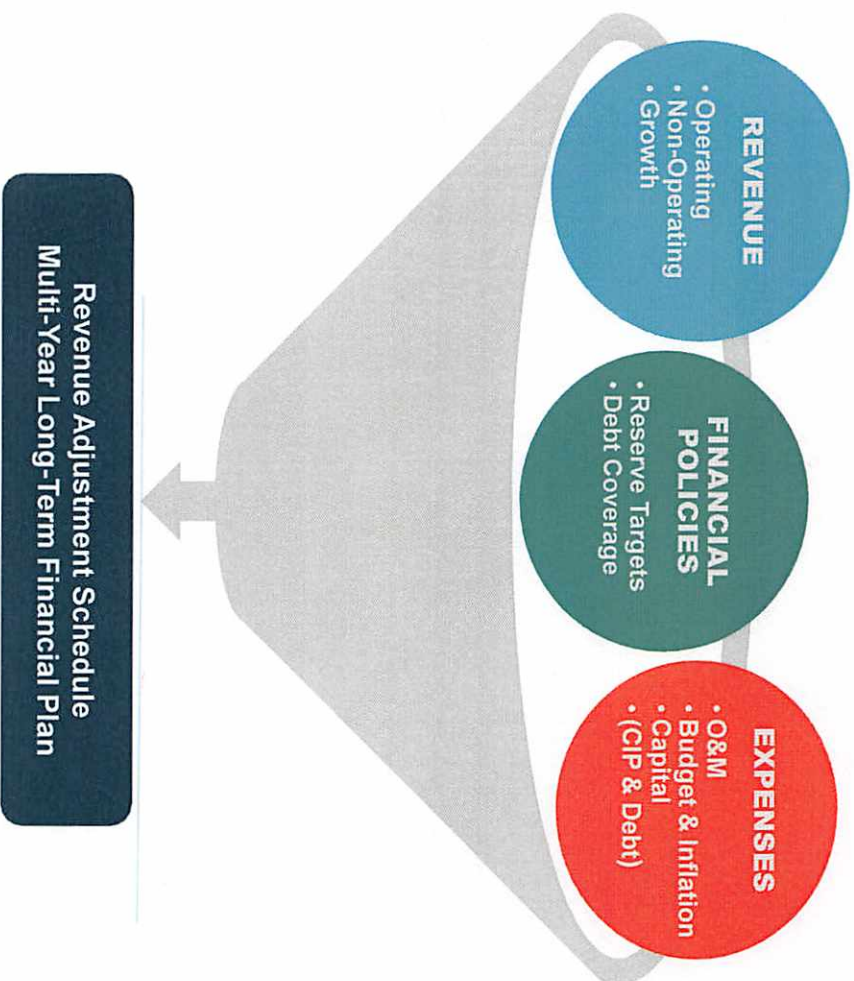 REVENUE
• Operating
• Non-Operating
• Growth
FINANCIAL
POLICIES
• Reserve Targets
• Debt Coverage
EXPENSES
• O&M
• Budget & Inflation
• Capital
• (CIP & Debt)
Revenue Adjustment Schedule
Multi-Year Long-Term Financial Plan